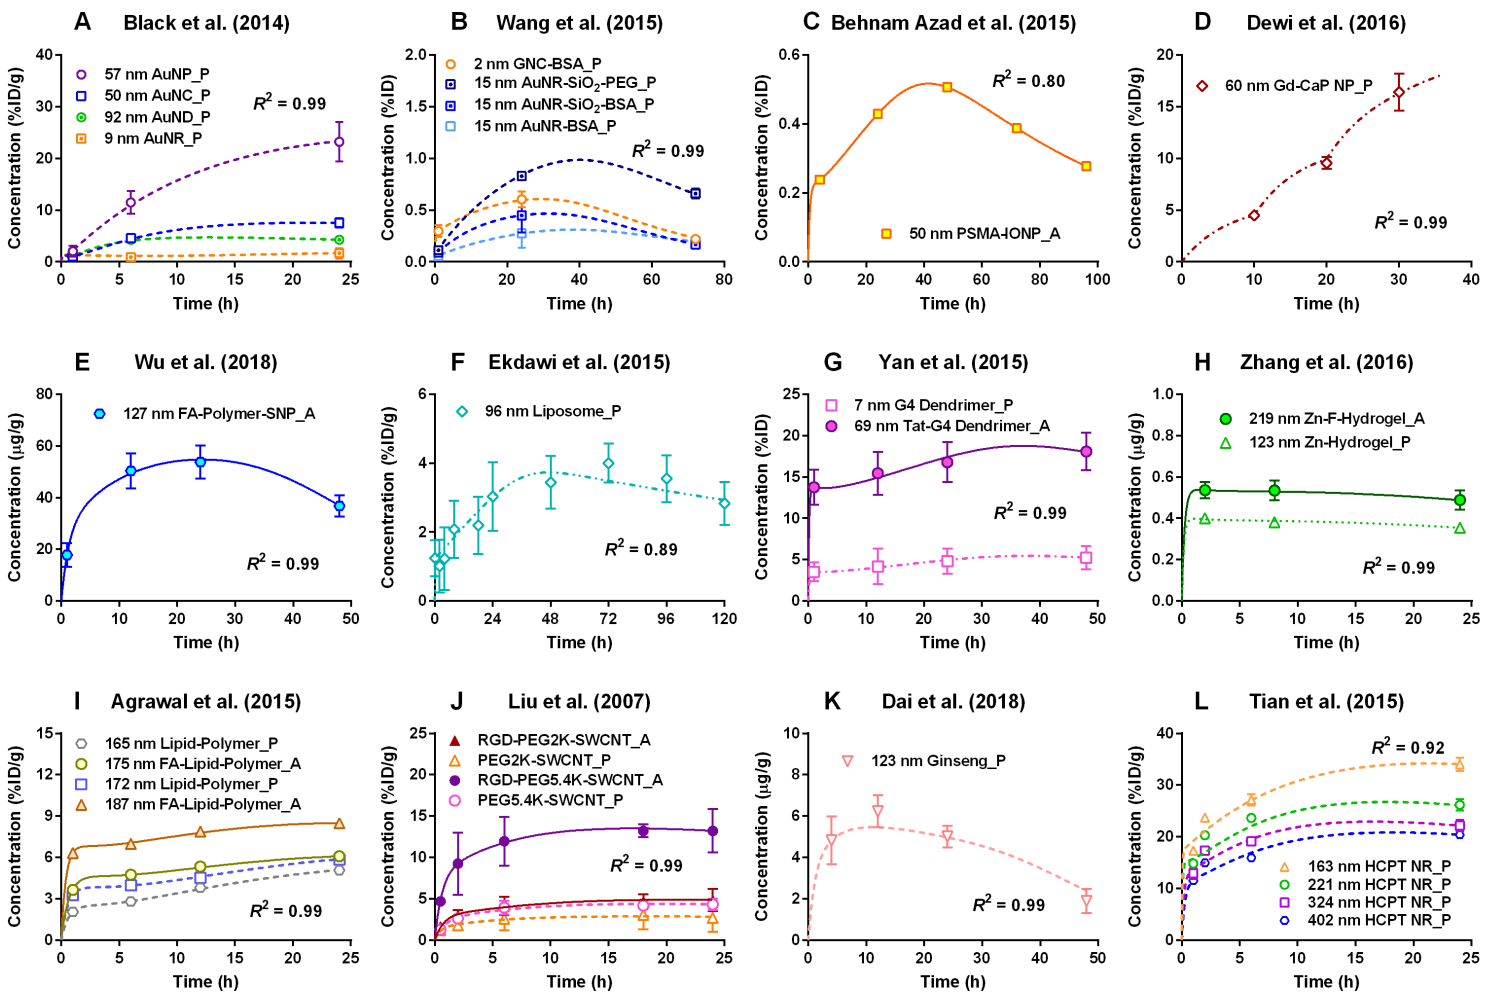 A Black et al. (2014)
Concentration (%ID/g)
40
30
20
10
0
57 nm AuNP_P
50 nm AuNC_P
92 nm AuND_P
9 nm AuNR_P
R² = 0.99
0 5 10 15 20 25
Time (h)
B Wang et al. (2015)
Concentration (%ID)
2.0
1.5
1.0
0.5
0.0
2 nm GNC-BSA_P
15 nm AuNR-SiO₂-PEG_P
15 nm AuNR-SiO₂-BSA_P
15 nm AuNR-BSA_P
R² = 0.99
0 20 40 60 80
Time (h)
C Behnam Azad et al. (2015)
Concentration (%ID)
0.6
0.4
0.2
0.0
R² = 0.80
50 nm PSMA-IONP_A
0 20 40 60 80 100
Time (h)
D Dewi et al. (2016)
Concentration (%ID/g)
20
15
10
5
0
60 nm Gd-CaP NP_P
R² = 0.99
0 10 20 30 40
Time (h)
E Wu et al. (2018)
Concentration (µg/g)
80
60
40
20
0
127 nm FA-Polymer-SNP_A
R² = 0.99
0 10 20 30 40 50
Time (h)
F Ekdawi et al. (2015)
Concentration (%ID/g)
6
4
2
0
96 nm Liposome_P
R² = 0.89
0 24 48 72 96 120
Time (h)
G Yan et al. (2015)
Concentration (%ID)
25
20
15
10
5
0
7 nm G4 Dendrimer_P
69 nm Tat-G4 Dendrimer_A
R² = 0.99
0 10 20 30 40 50
Time (h)
H Zhang et al. (2016)
Concentration (µg/g)
1.0
0.8
0.6
0.4
0.2
0.0
219 nm Zn-F-Hydrogel_A
123 nm Zn-Hydrogel_P
R² = 0.99
0 5 10 15 20 25
Time (h)
I Agrawal et al. (2015)
Concentration (%ID/g)
15
12
9
6
3
0
165 nm Lipid-Polymer_P
175 nm FA-Lipid-Polymer_A
172 nm Lipid-Polymer_P
187 nm FA-Lipid-Polymer_A
R² = 0.99
0 5 10 15 20 25
Time (h)
J Liu et al. (2007)
Concentration (%ID/g)
25
20
15
10
5
0
RGD-PEG2K-SWCNT_A
PEG2K-SWCNT_P
RGD-PEG5.4K-SWCNT_A
PEG5.4K-SWCNT_P
R² = 0.99
0 5 10 15 20 25
Time (h)
K Dai et al. (2018)
Concentration (µg/g)
10
8
6
4
2
0
123 nm Ginseng_P
R² = 0.99
0 10 20 30 40 50
Time (h)
L Tian et al. (2015)
Concentration (%ID/g)
40
30
20
10
0
R² = 0.92
163 nm HCPT NR_P
221 nm HCPT NR_P
324 nm HCPT NR_P
402 nm HCPT NR_P
0 5 10 15 20 25
Time (h)